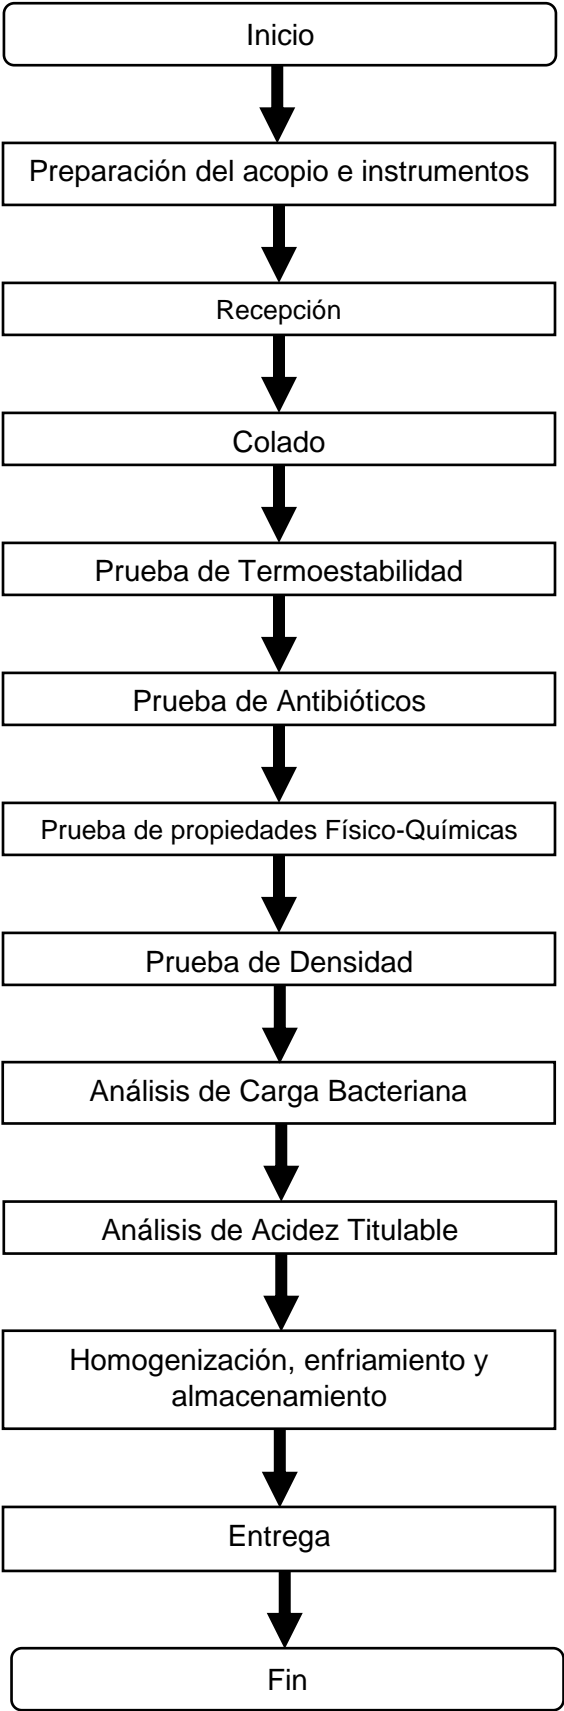 Inicio
Preparación del acopio e instrumentos
Recepción
Colado
Prueba de Termoestabilidad
Prueba de Antibióticos
Prueba de propiedades Físico-Químicas
Prueba de Densidad
Análisis de Carga Bacteriana
Análisis de Acidez Titulable
Homogenización, enfriamiento y
almacenamiento
Entrega
Fin